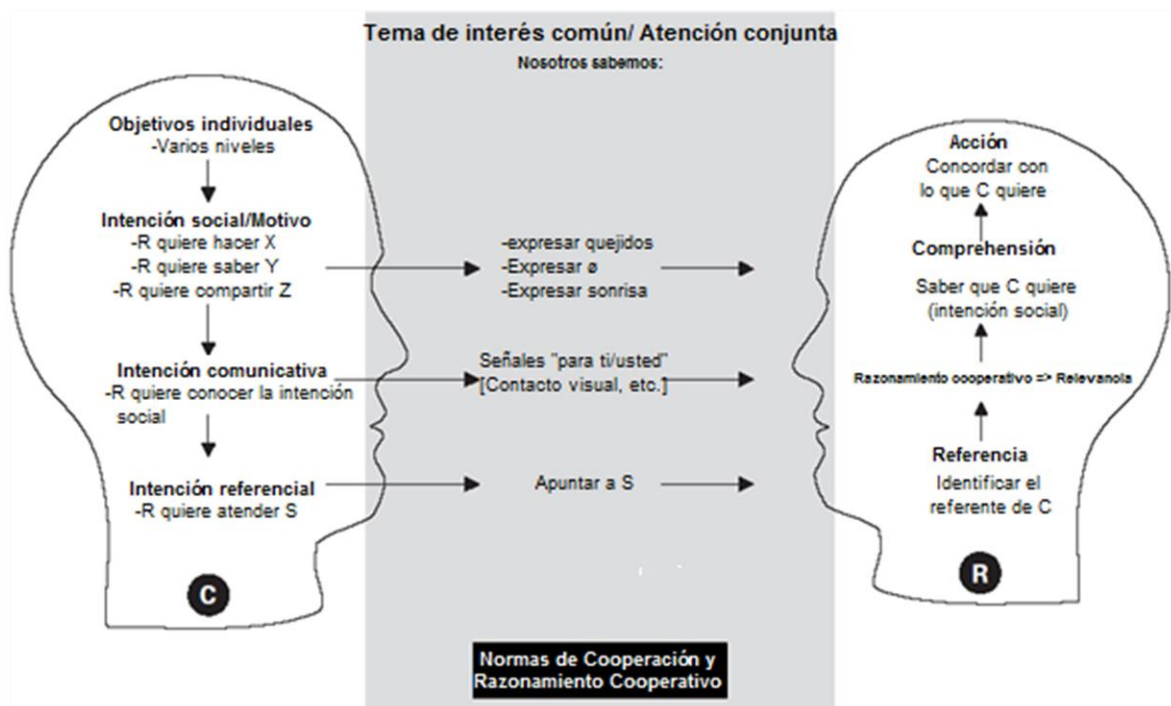 Tema de interés común/ Atención conjunta
Nosotros sabemos:
Objetivos individuales
-Varios niveles
Intención social/Motivo
-R quiere hacer X
-R quiere saber Y
-R quiere compartir Z
Intención comunicativa
-R quiere conocer la intención
social
Intención referencial
-R quiere atender S
C
-expresar quejidos
-Expresar ø
-Expresar sonrisa
Señales "para ti/usted"
[Contacto visual, etc.]
Apuntar a S
Normas de Cooperación y
Razonamiento Cooperativo
Acción
Concordar con
lo que C quiere
Comprehensión
Saber que C quiere
(intención social)
Razonamiento cooperativo => Relevancia
Referencia
Identificar el
referente de C
R